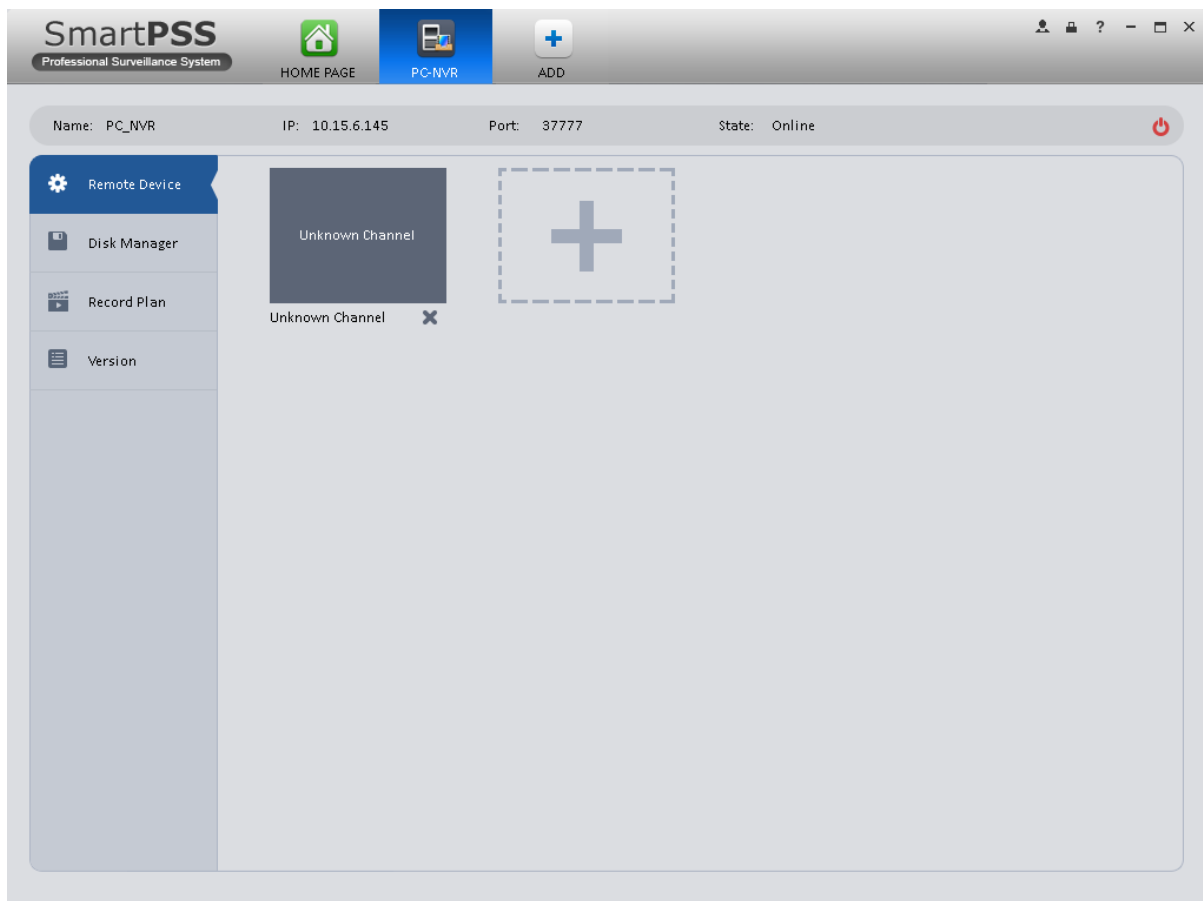 SmartPSS
Professional Surveillance System
HOME PAGE
PC-NVR
ADD
?
Name: PC_NVR IP: 10.15.6.145 Port: 37777 State: Online
Remote Device
Disk Manager
Record Plan
Version
Unknown Channel
Unknown Channel